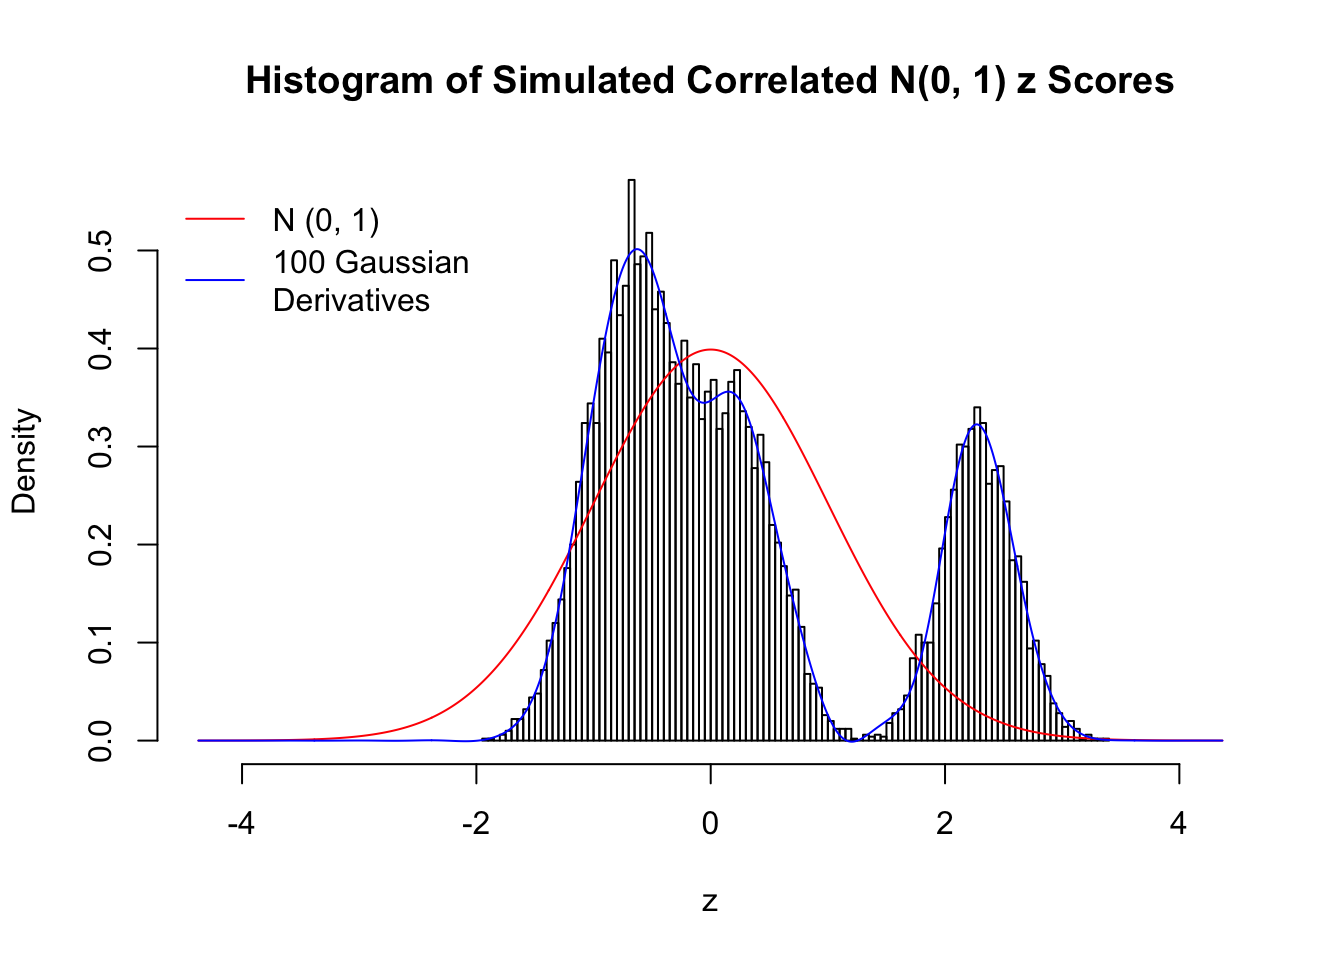 Histogram of Simulated Correlated N(0, 1) z Scores
N (0, 1)
100 Gaussian
Derivatives
Density
0.0
0.1
0.2
0.3
0.4
0.5
-4
-2
0
2
4
z